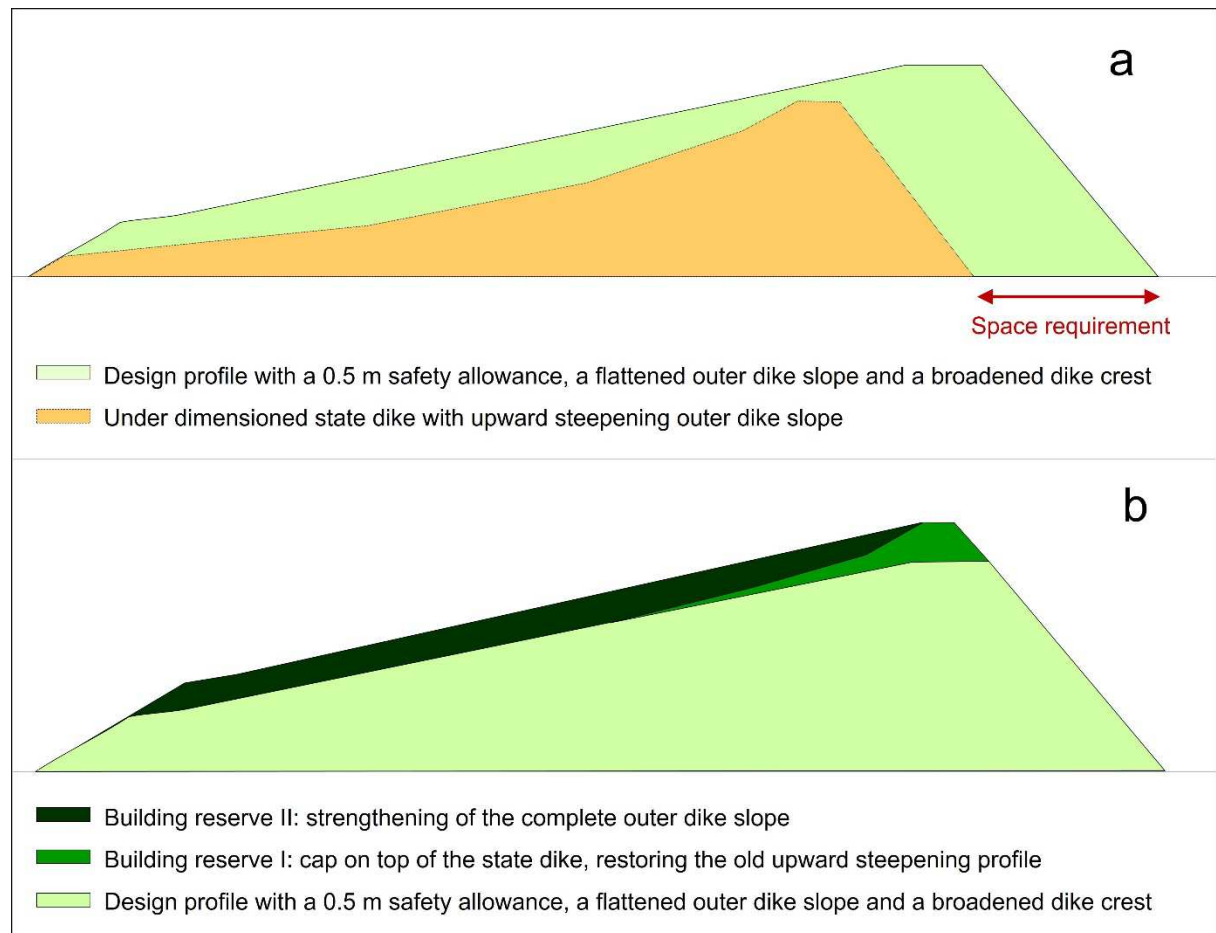 a
Space requirement
Design profile with a 0.5 m safety allowance, a flattened outer dike slope and a broadened dike crest
Under dimensioned state dike with upward steepening outer dike slope
b
Building reserve II: strengthening of the complete outer dike slope
Building reserve I: cap on top of the state dike, restoring the old upward steepening profile
Design profile with a 0.5 m safety allowance, a flattened outer dike slope and a broadened dike crest